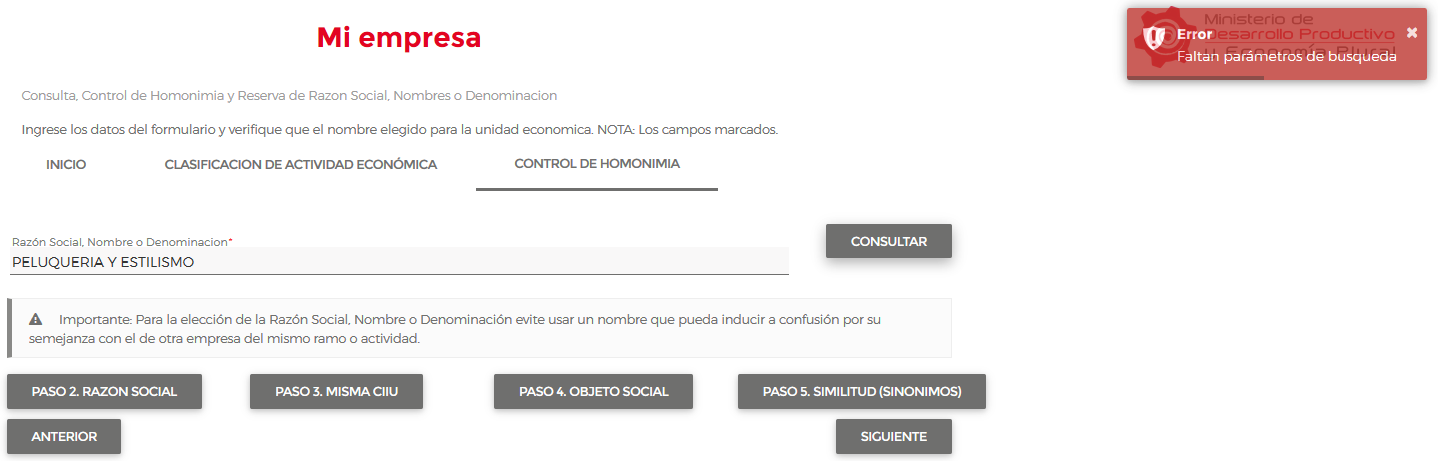 Mi empresa
Ministerio de
Desarrollo Productivo
y Economía Plural
Error
Faltan parámetros de busqueda
Consulta, Control de Homonimia y Reserva de Razon Social, Nombres o Denominacion
Ingrese los datos del formulario y verifique que el nombre elegido para la unidad economica. NOTA: Los campos marcados.
INICIO
CLASIFICACION DE ACTIVIDAD ECONÓMICA
CONTROL DE HOMONIMIA
Razón Social, Nombre o Denominacion*
PELUQUERIA Y ESTILISMO
CONSULTAR
Importante: Para la elección de la Razón Social, Nombre o Denominación evite usar un nombre que pueda inducir a confusión por su
semejanza con el de otra empresa del mismo ramo o actividad.
PASO 2. RAZON SOCIAL
PASO 3. MISMA CIIU
PASO 4. OBJETO SOCIAL
PASO 5. SIMILITUD (SINONIMOS)
ANTERIOR
SIGUIENTE